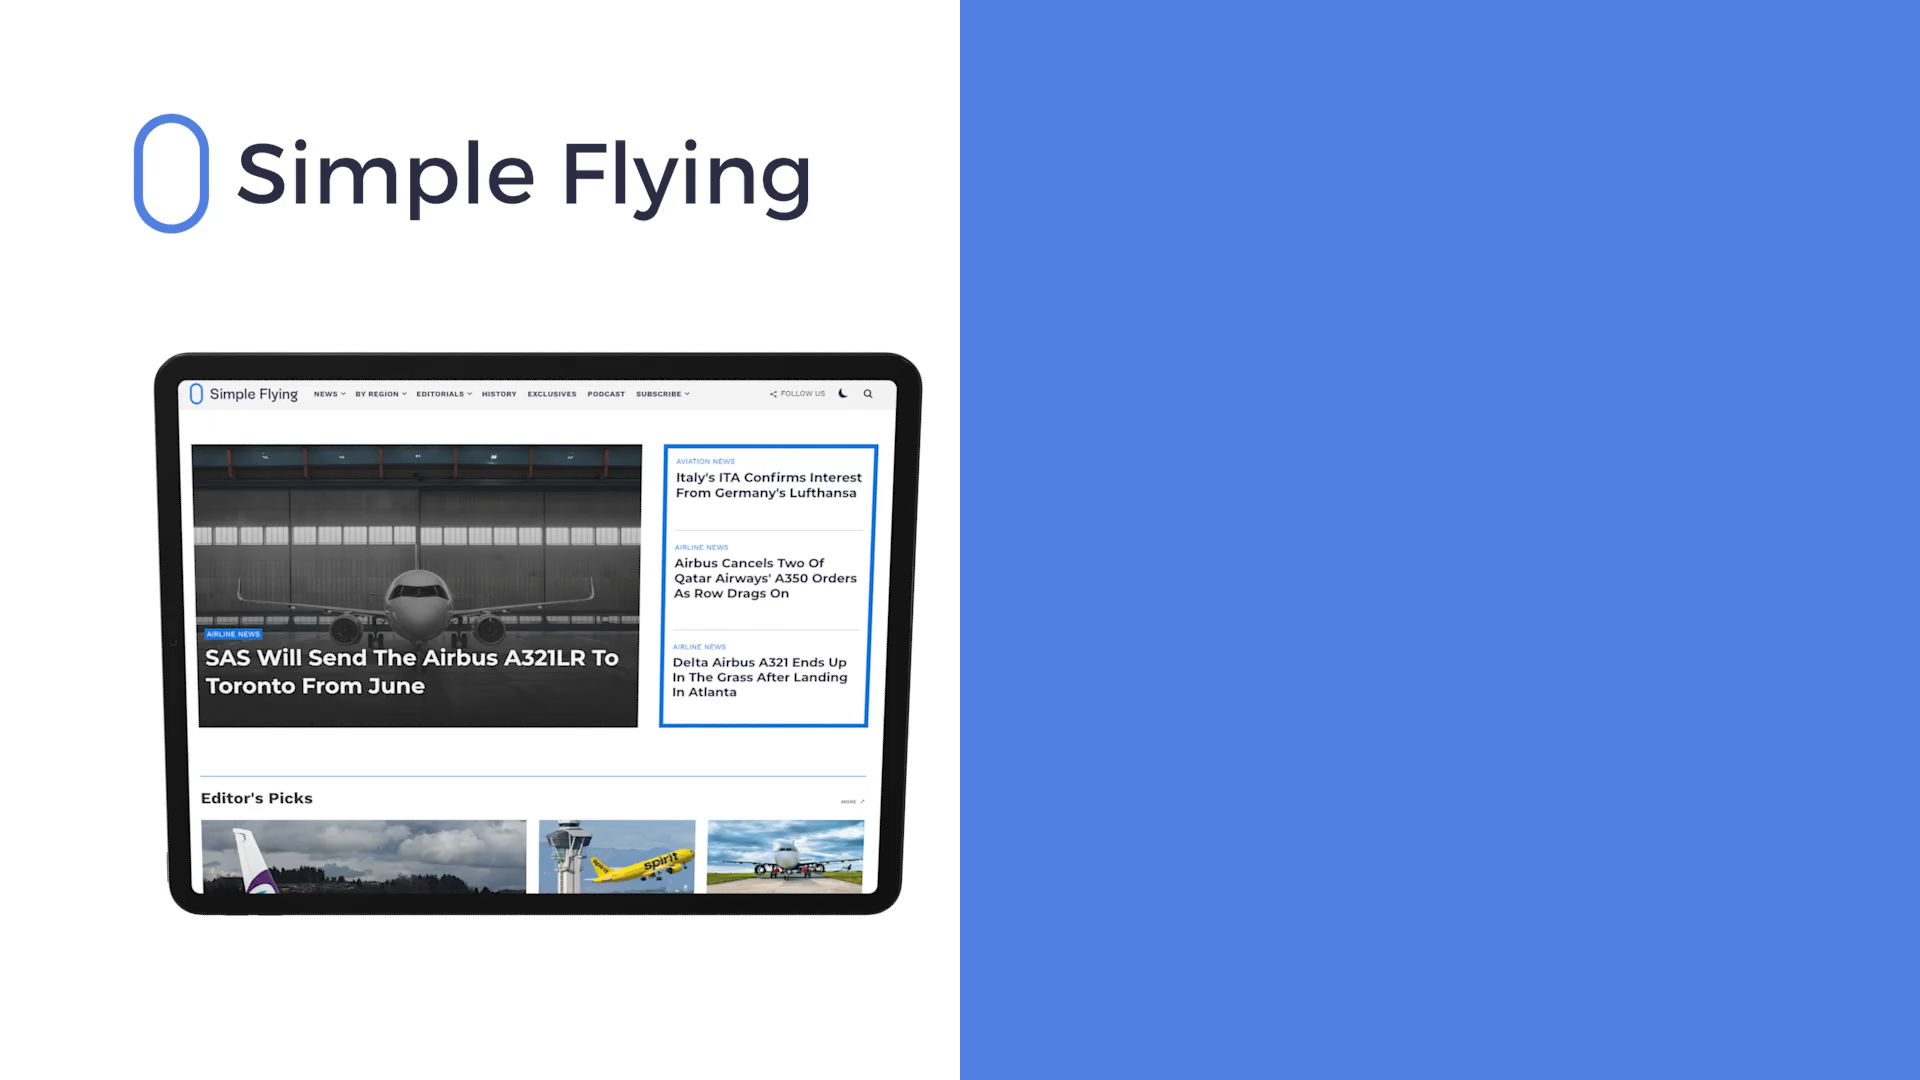 Simple Flying
Simple Flying NEWS BY REGION EDITORIALS HISTORY EXCLUSIVES PODCAST SUBSCRIBE FOLLOW US
AIRLINE NEWS
SAS Will Send The Airbus A321LR To
Toronto From June
AVIATION NEWS
Italy's ITA Confirms Interest
From Germany's Lufthansa
AIRLINE NEWS
Airbus Cancels Two Of
Qatar Airways' A350 Orders
As Row Drags On
AIRLINE NEWS
Delta Airbus A321 Ends Up
In The Grass After Landing
In Atlanta
Editor's Picks
MORE
spirit
spirit